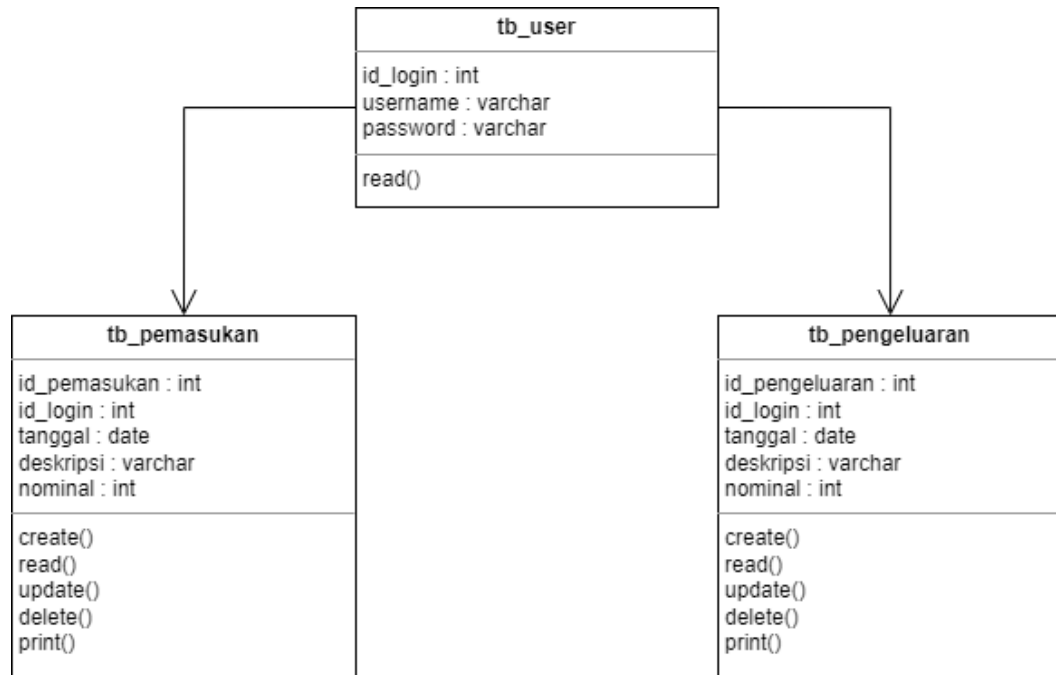 tb_user
id_login : int
username : varchar
password : varchar
read()
tb_pemasukan
id_pemasukan : int
id_login : int
tanggal : date
deskripsi : varchar
nominal : int
create()
read()
update()
delete()
print()
tb_pengeluaran
id_pengeluaran : int
id_login : int
tanggal : date
deskripsi : varchar
nominal : int
create()
read()
update()
delete()
print()